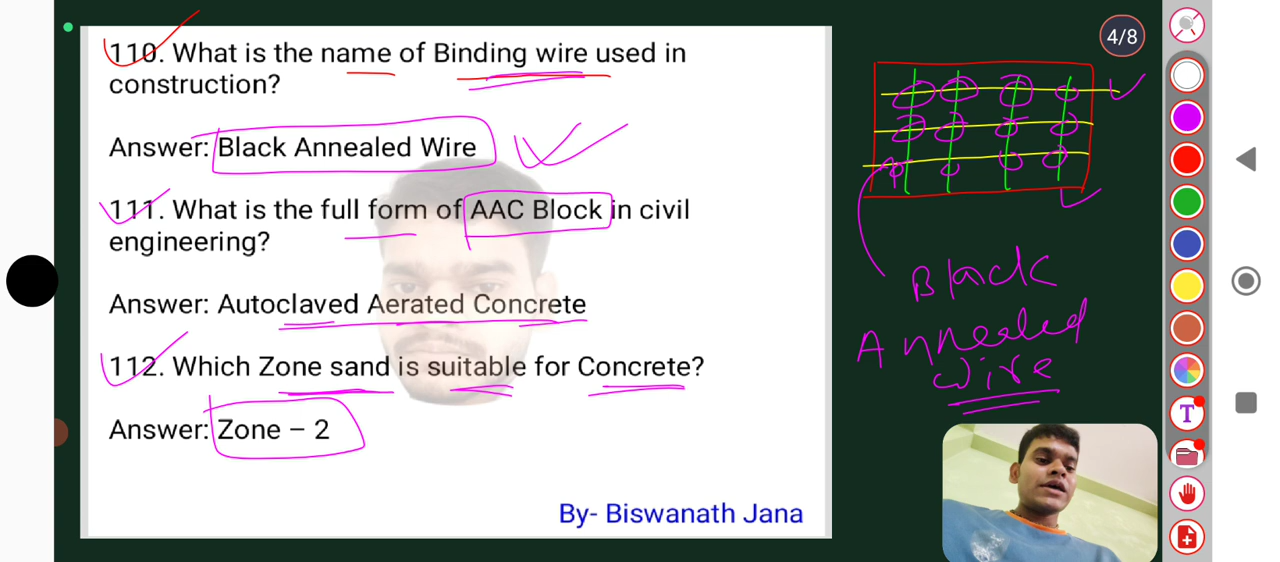 110. What is the name of Binding wire used in
construction?
Answer: Black Annealed Wire
111. What is the full form of AAC Block in civil
engineering?
Answer: Autoclaved Aerated Concrete
112. Which Zone sand is suitable for Concrete?
Answer: Zone – 2
By- Biswanath Jana
4/8
Black
Annealed
wire
T